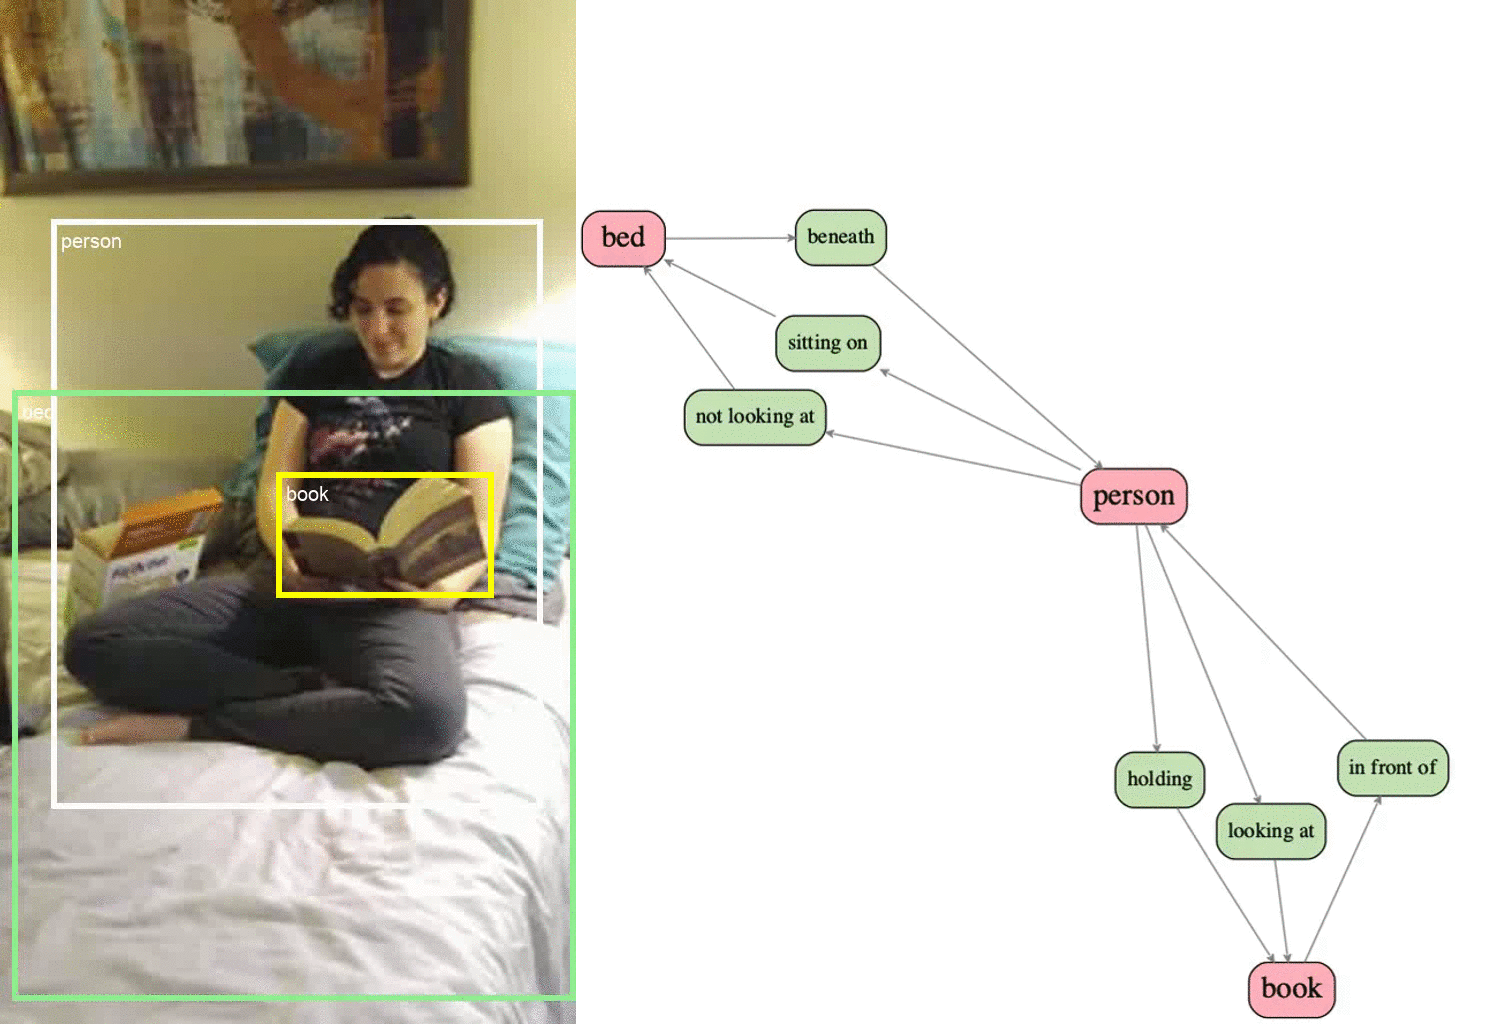 person
bed
book
bed
beneath
sitting on
not looking at
person
holding
in front of
looking at
book